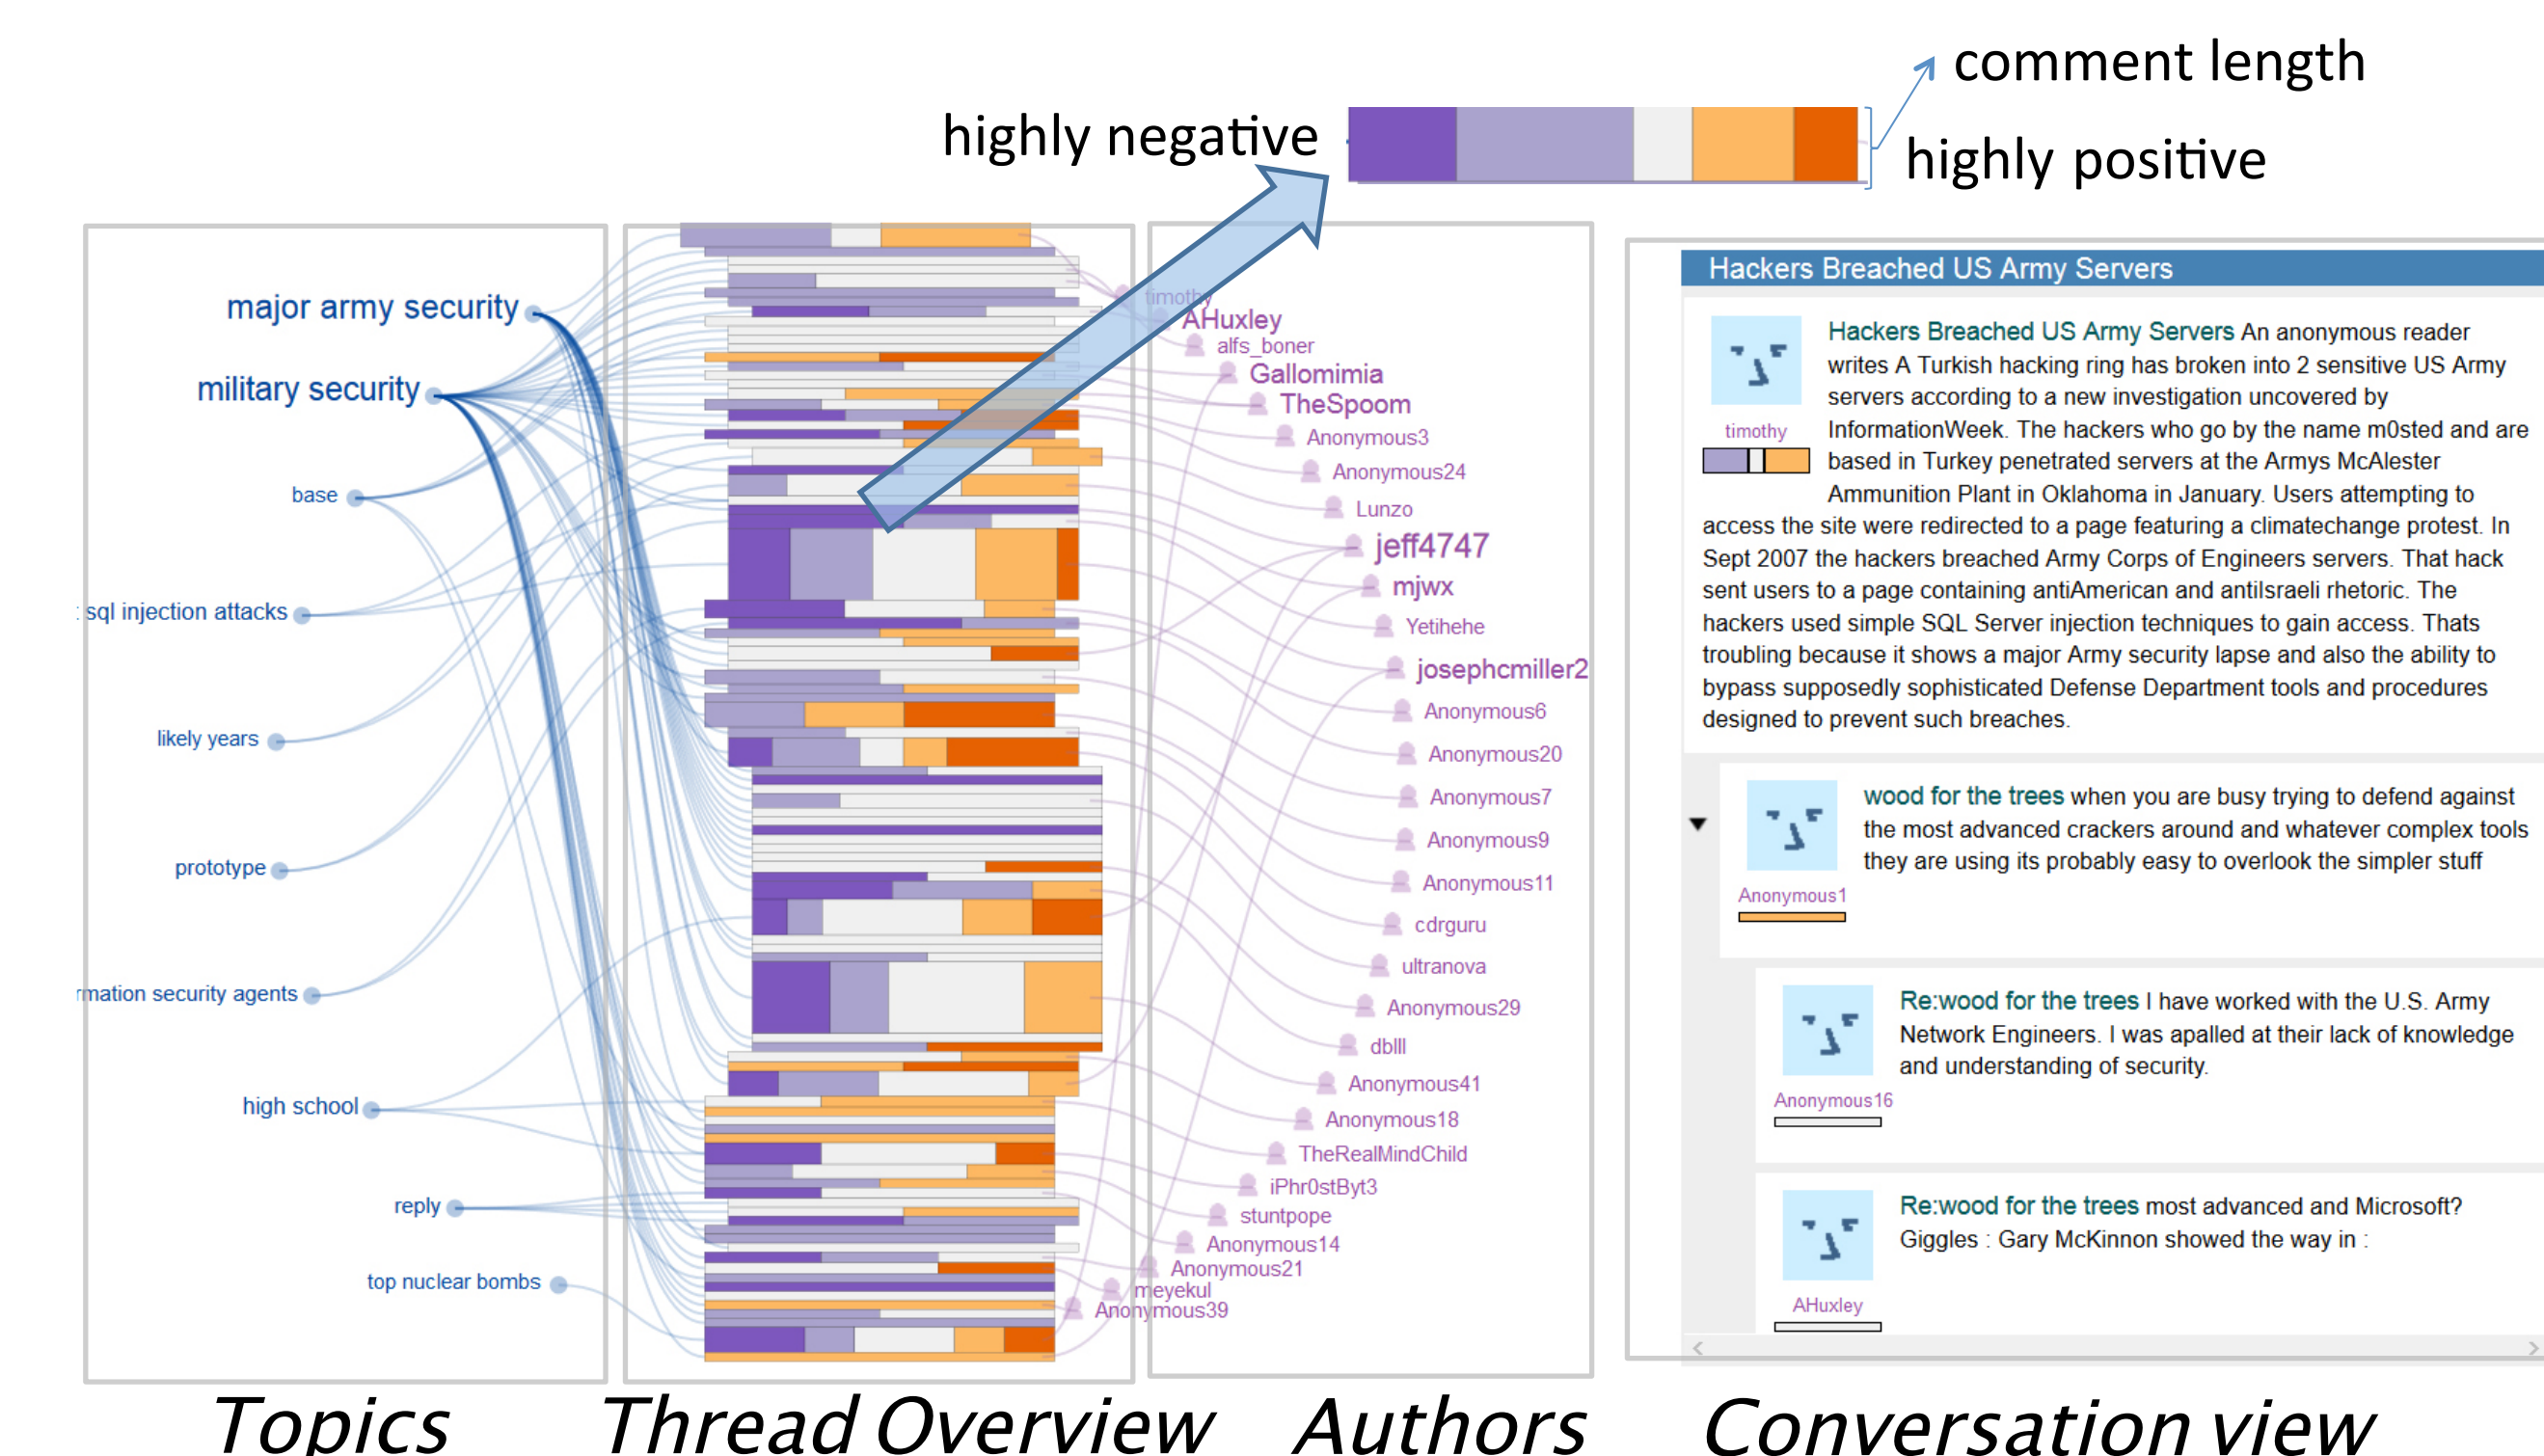 comment length
highly negative
highly positive
major army security
military security
base
sql injection attacks
likely years
prototype
rmation security agents
high school
reply
top nuclear bombs
timothy
AHuxley
alfs_boner
Gallomimia
TheSpoom
Anonymous3
Anonymous24
Lunzo
jeff4747
mjwx
Yetihehe
josephcmiller2
Anonymous6
Anonymous20
Anonymous7
Anonymous9
Anonymous11
cdrguru
ultranova
Anonymous29
dblll
Anonymous41
Anonymous18
TheRealMindChild
iPhr0stByt3
stuntpope
Anonymous14
Anonymous21
meyekul
Anonymous39
Hackers Breached US Army Servers
Hackers Breached US Army Servers An anonymous reader
writes A Turkish hacking ring has broken into 2 sensitive US Army
servers according to a new investigation uncovered by
timothy
InformationWeek. The hackers who go by the name m0sted and are
based in Turkey penetrated servers at the Armys McAlester
Ammunition Plant in Oklahoma in January. Users attempting to
access the site were redirected to a page featuring a climatechange protest. In
Sept 2007 the hackers breached Army Corps of Engineers servers. That hack
sent users to a page containing antiAmerican and antiIsraeli rhetoric. The
hackers used simple SQL Server injection techniques to gain access. Thats
troubling because it shows a major Army security lapse and also the ability to
bypass supposedly sophisticated Defense Department tools and procedures
designed to prevent such breaches.
wood for the trees when you are busy trying to defend against
the most advanced crackers around and whatever complex tools
they are using its probably easy to overlook the simpler stuff
Anonymous1
Re:wood for the trees I have worked with the U.S. Army
Network Engineers. I was apalled at their lack of knowledge
and understanding of security.
Anonymous16
Re:wood for the trees most advanced and Microsoft?
Giggles : Gary McKinnon showed the way in :
AHuxley
Topics
Thread Overview
Authors
Conversation view